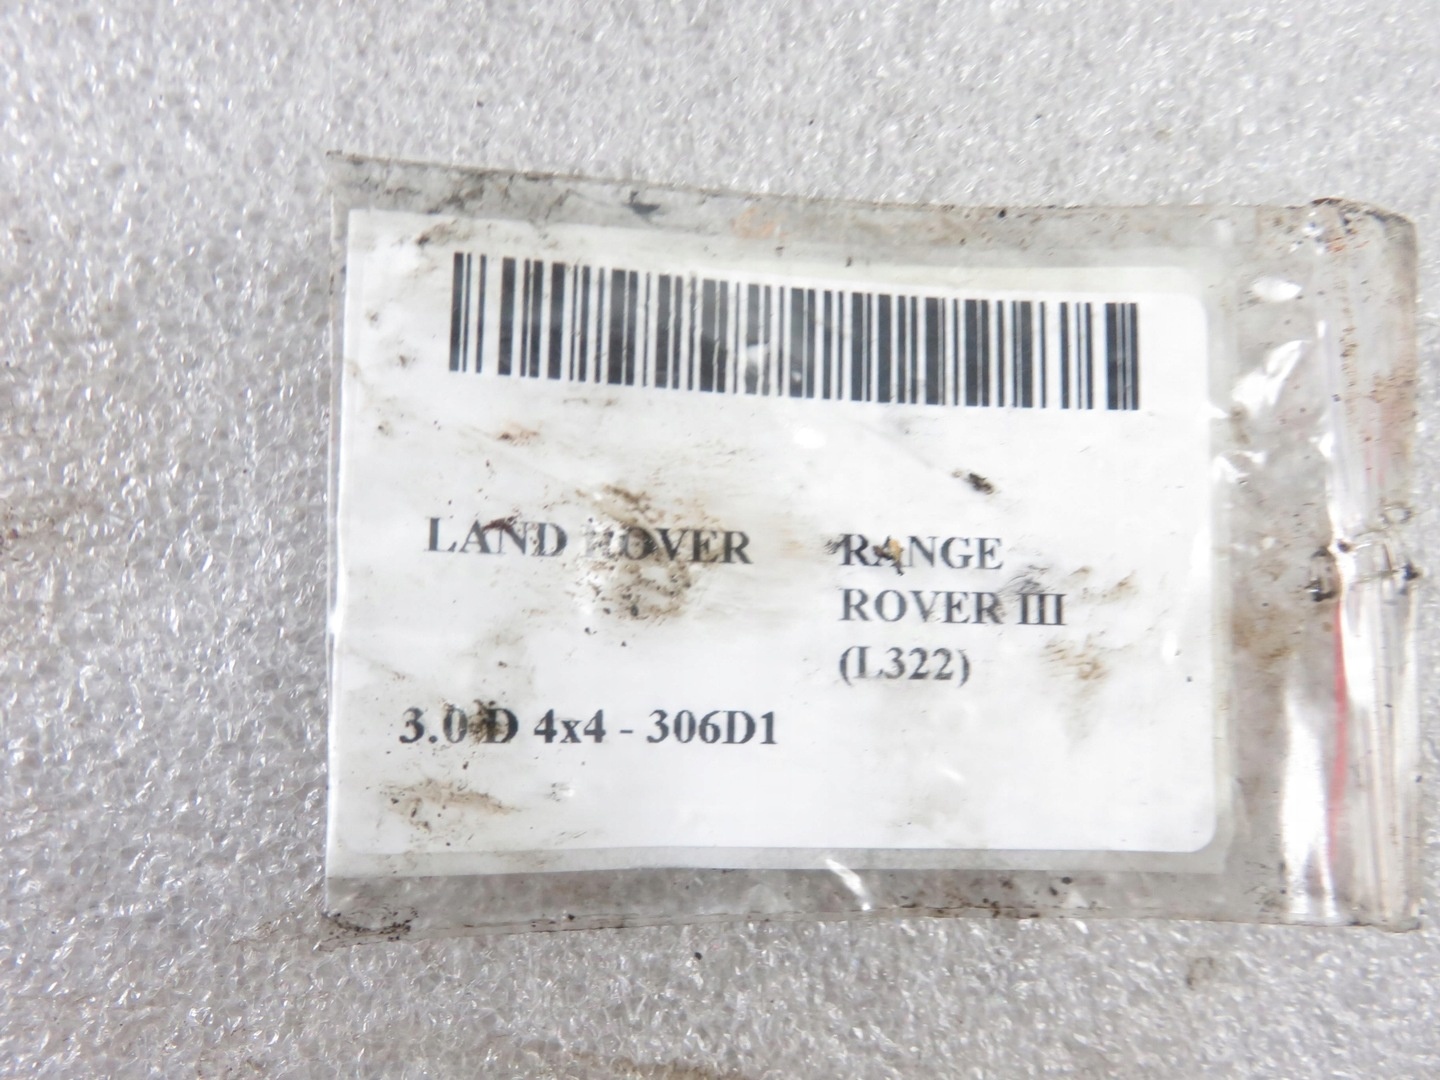 LAND ROVER RANGE
ROVER III
(L322)
3.0 D 4x4 - 306D1